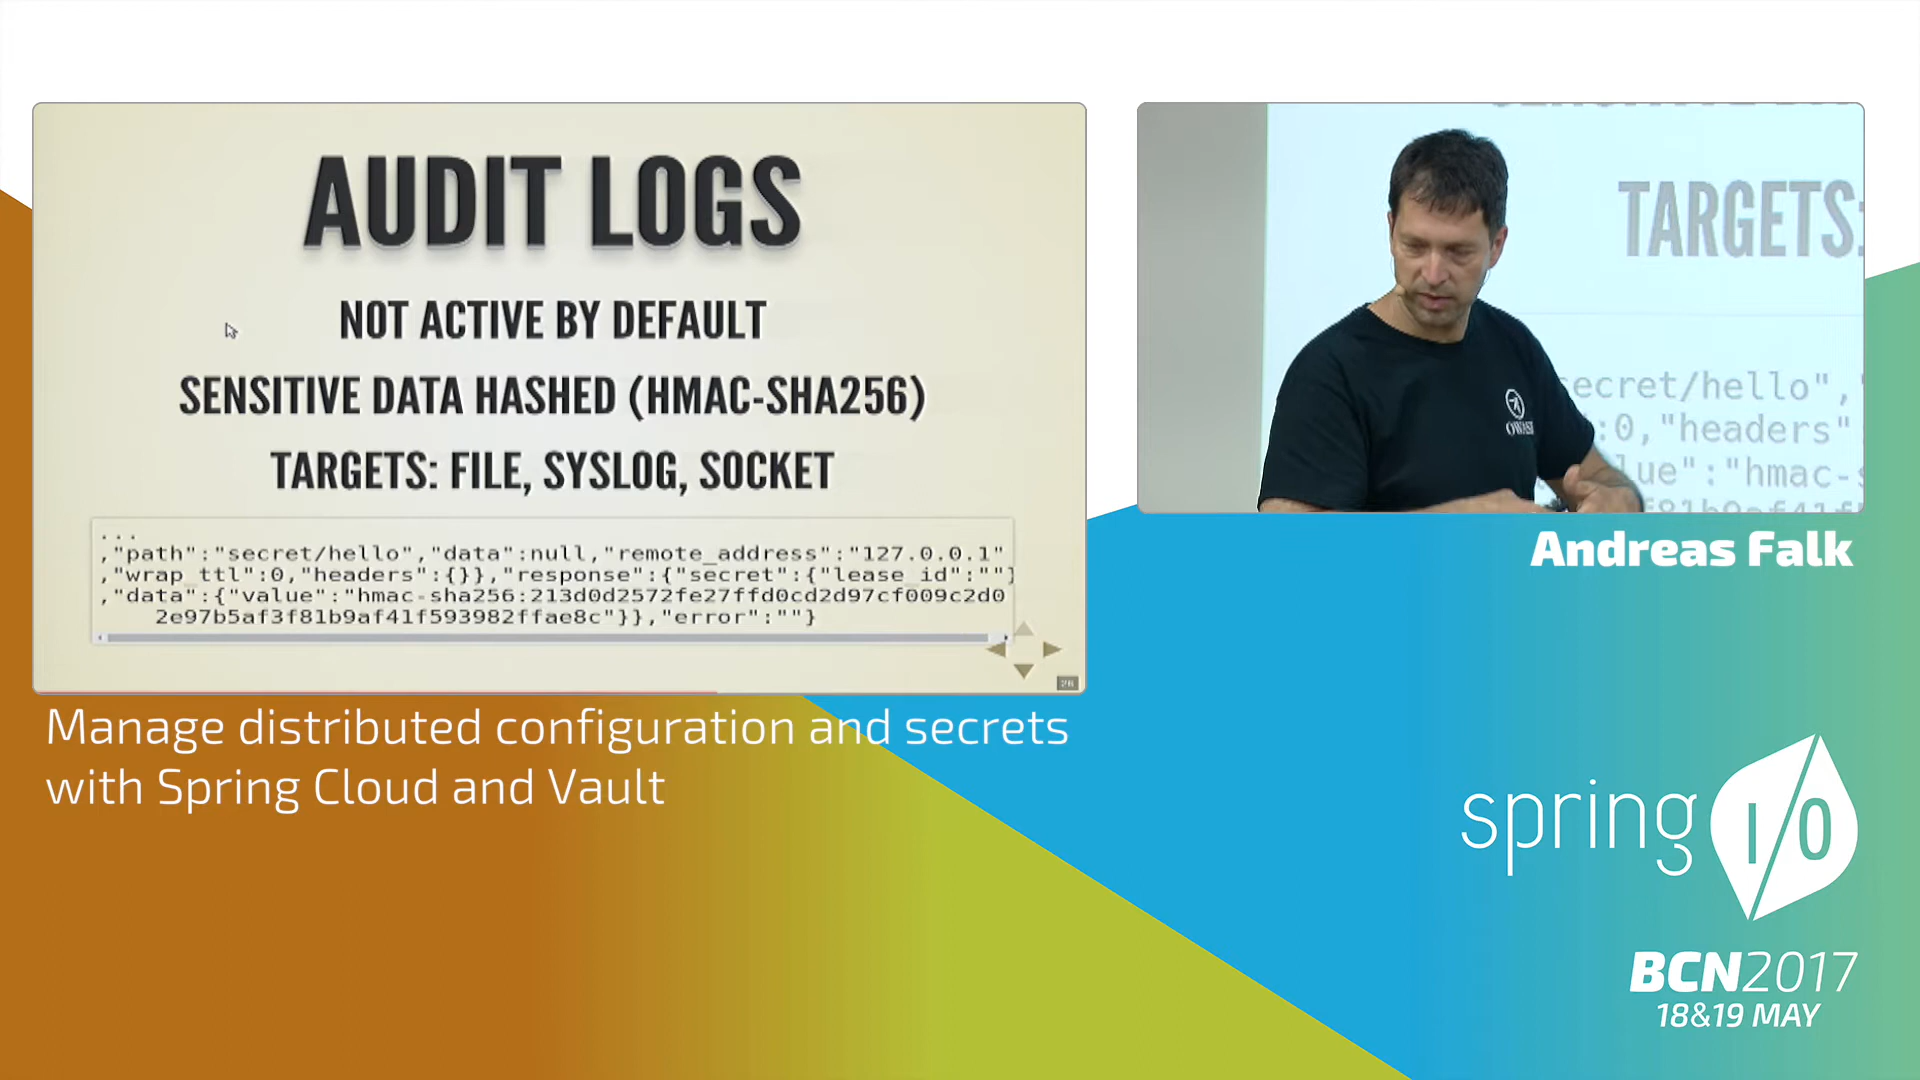 AUDIT LOGS
NOT ACTIVE BY DEFAULT
SENSITIVE DATA HASHED (HMAC-SHA256)
TARGETS: FILE, SYSLOG, SOCKET
...
,"path":"secret/hello","data":null,"remote_address":"127.0.0.1"
,"wrap_ttl":0,"headers":{}},"response":{"secret":{"lease_id":""}
,"data":{"value":"hmac-sha256:213d0d2572fe27ffd0cd2d97cf009c2d0
2e97b5af3f81b9af41f593982ffae8c"}},"error":""}
TARGETS:
secret/hello",
:0,"headers"
lue":"hmac-s
f81b9af41f
Andreas Falk
Manage distributed configuration and secrets
with Spring Cloud and Vault
spring I/O
BCN2017
18&19 MAY